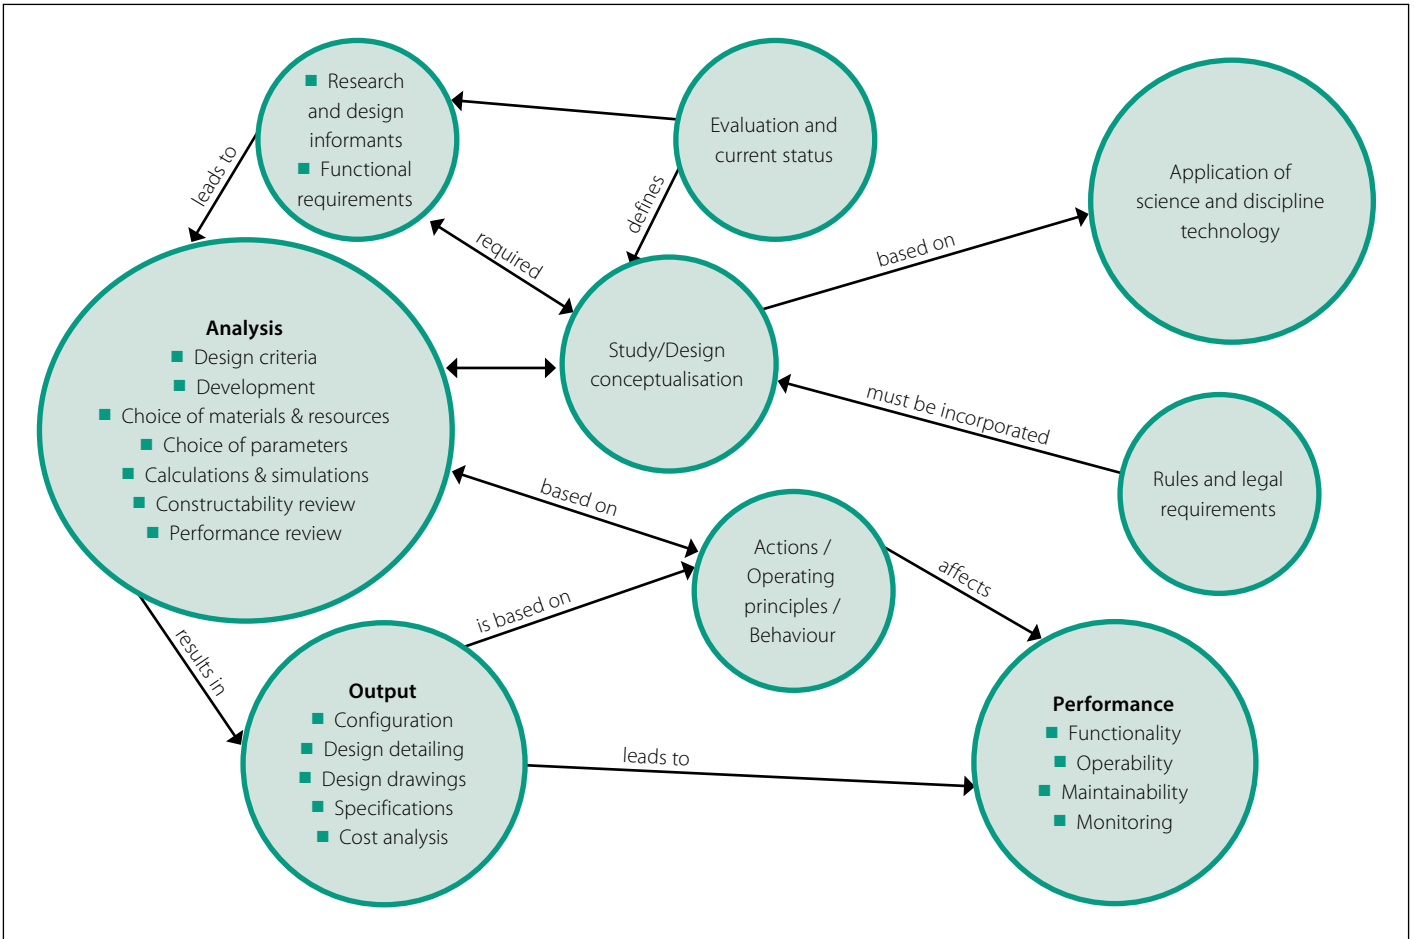 ■ Research
and design
informants
■ Functional
requirements
Evaluation and
current status
Application of
science and discipline
technology
leads to
required
defines
based on
Analysis
■ Design criteria
■ Development
■ Choice of materials & resources
■ Choice of parameters
■ Calculations & simulations
■ Constructability review
■ Performance review
Study/Design
conceptualisation
must be incorporated
Rules and legal
requirements
based on
Actions /
Operating
principles /
Behaviour
is based on
affects
results in
Output
■ Configuration
■ Design detailing
■ Design drawings
■ Specifications
■ Cost analysis
leads to
Performance
■ Functionality
■ Operability
■ Maintainability
■ Monitoring